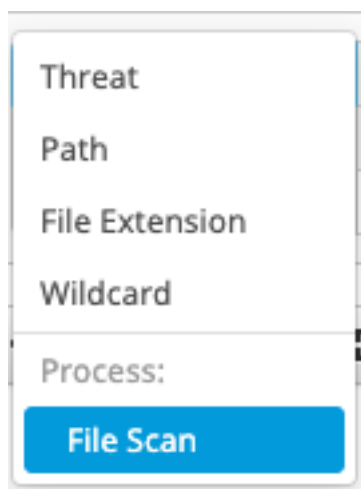 Threat
Path
File Extension
Wildcard
Process:
File Scan